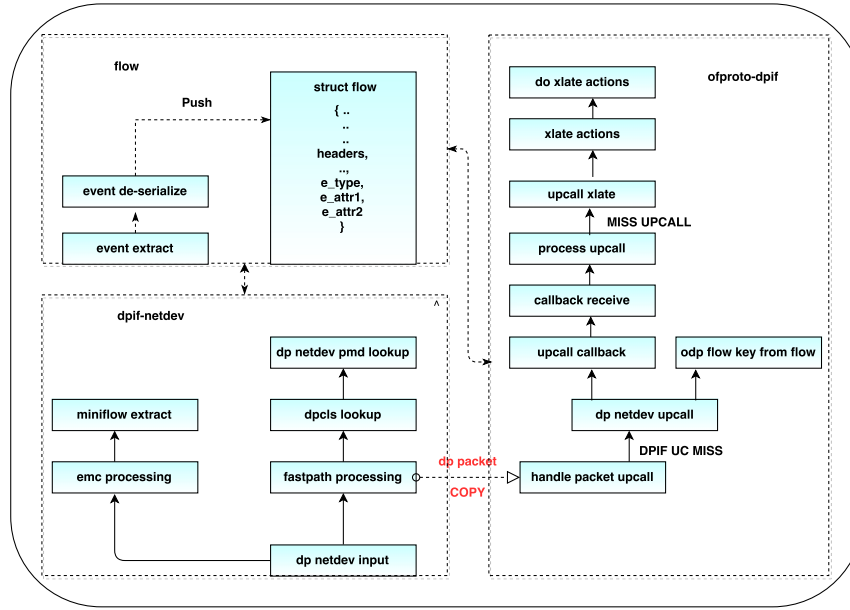 flow
Push
struct flow
{ ..
..
..
headers,
..,
e_type,
e_attr1,
e_attr2
}
event de-serialize
event extract
dpif-netdev
^
dp netdev pmd lookup
miniflow extract
dpcls lookup
emc processing
fastpath processing
dp netdev input
dp packet
COPY
ofproto-dpif
do xlate actions
xlate actions
upcall xlate
MISS UPCALL
process upcall
callback receive
upcall callback
odp flow key from flow
dp netdev upcall
DPIF UC MISS
handle packet upcall